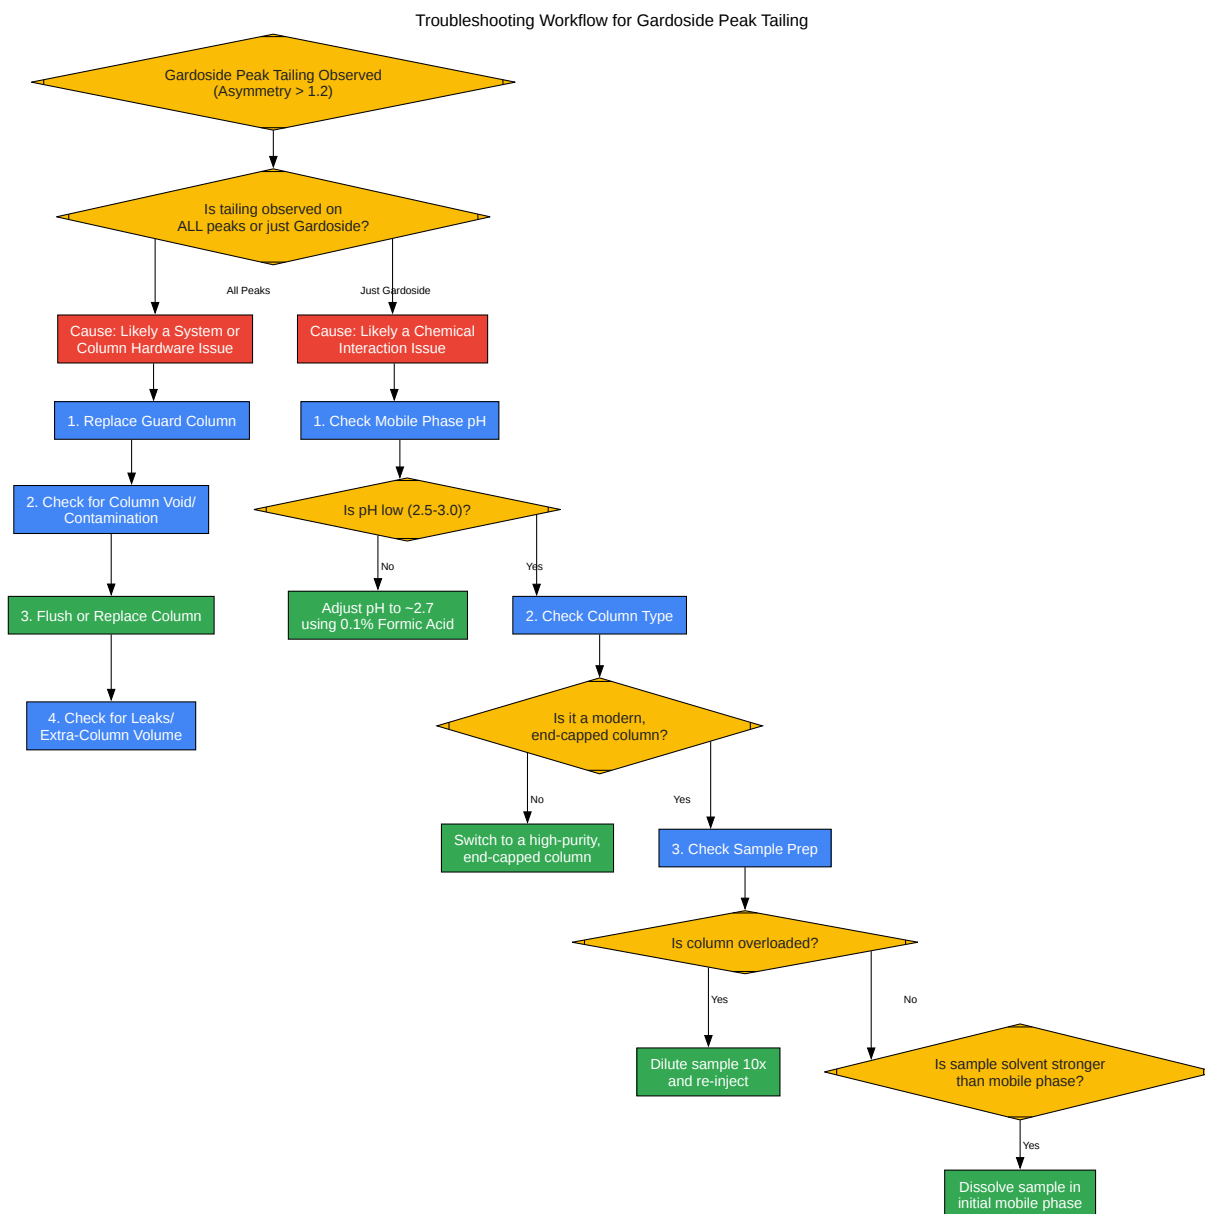 Troubleshooting Workflow for Gardoside Peak Tailing
Gardoside Peak Tailing Observed
(Asymmetry > 1.2)
Is tailing observed on
ALL peaks or just Gardoside?
All Peaks
Just Gardoside
Cause: Likely a System or
Column Hardware Issue
Cause: Likely a Chemical
Interaction Issue
1. Replace Guard Column
1. Check Mobile Phase pH
2. Check for Column Void/
Contamination
Is pH low (2.5-3.0)?
No
Yes
3. Flush or Replace Column
Adjust pH to ~2.7
using 0.1% Formic Acid
2. Check Column Type
4. Check for Leaks/
Extra-Column Volume
Is it a modern,
end-capped column?
No
Yes
Switch to a high-purity,
end-capped column
3. Check Sample Prep
Is column overloaded?
Yes
No
Dilute sample 10x
and re-inject
Is sample solvent stronger
than mobile phase?
Yes
Dissolve sample in
initial mobile phase